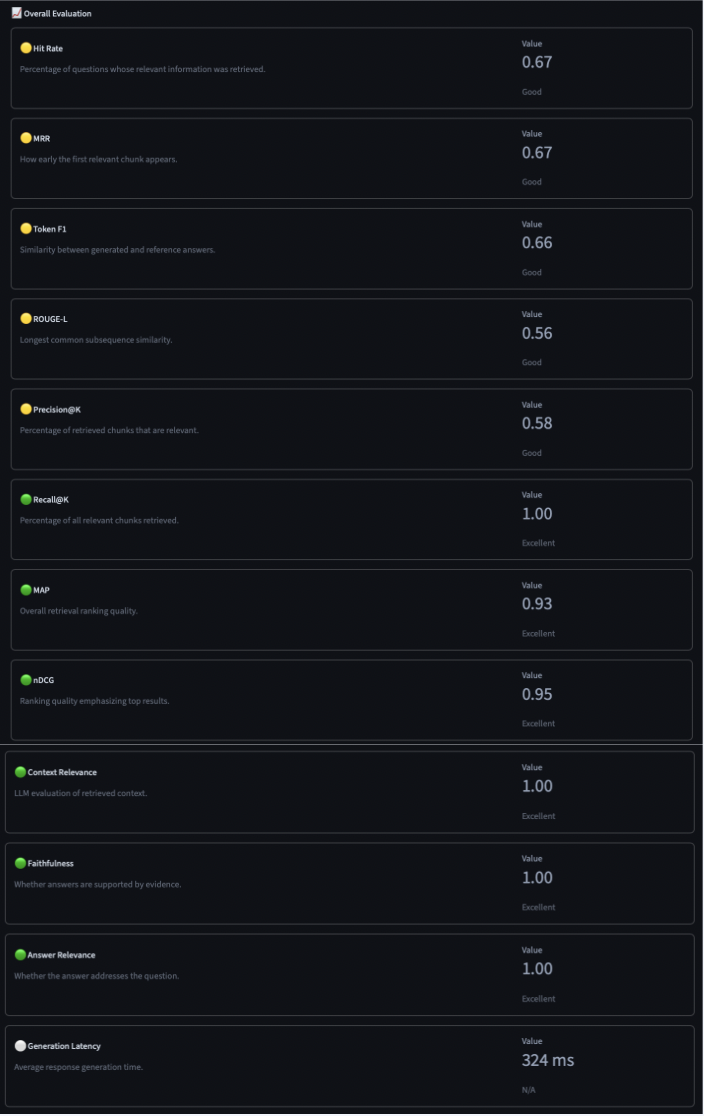 📈 Overall Evaluation
Hit Rate
Percentage of questions whose relevant information was retrieved.
Value
0.67
Good
MRR
How early the first relevant chunk appears.
Value
0.67
Good
Token F1
Similarity between generated and reference answers.
Value
0.66
Good
ROUGE-L
Longest common subsequence similarity.
Value
0.56
Good
Precision@K
Percentage of retrieved chunks that are relevant.
Value
0.58
Good
Recall@K
Percentage of all relevant chunks retrieved.
Value
1.00
Excellent
MAP
Overall retrieval ranking quality.
Value
0.93
Excellent
nDCG
Ranking quality emphasizing top results.
Value
0.95
Excellent
Context Relevance
LLM evaluation of retrieved context.
Value
1.00
Excellent
Faithfulness
Whether answers are supported by evidence.
Value
1.00
Excellent
Answer Relevance
Whether the answer addresses the question.
Value
1.00
Excellent
Generation Latency
Average response generation time.
Value
324 ms
N/A